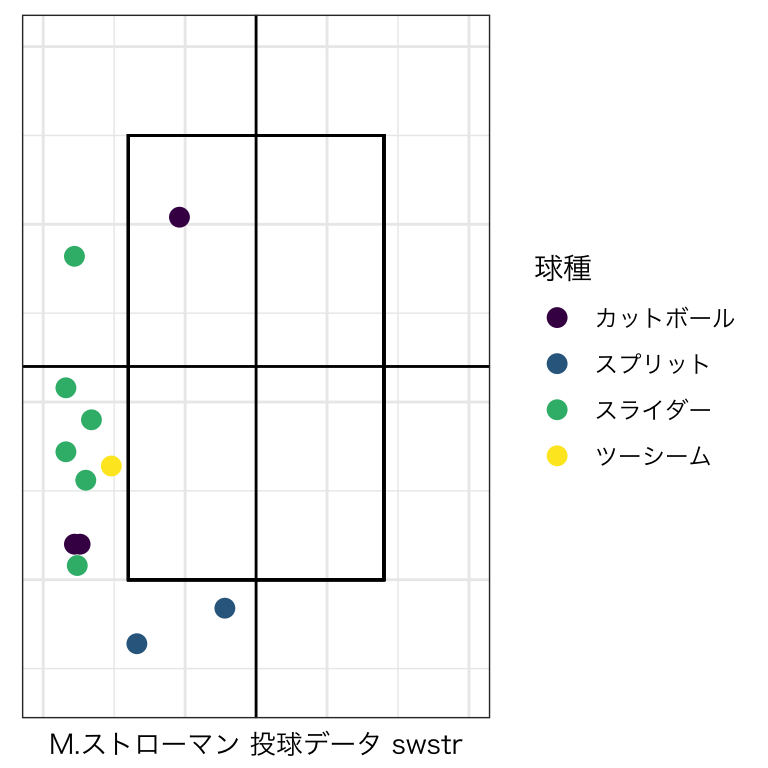 球種
カットボール
スプリット
スライダー
ツーシーム
M.ストローマン 投球データ swstr